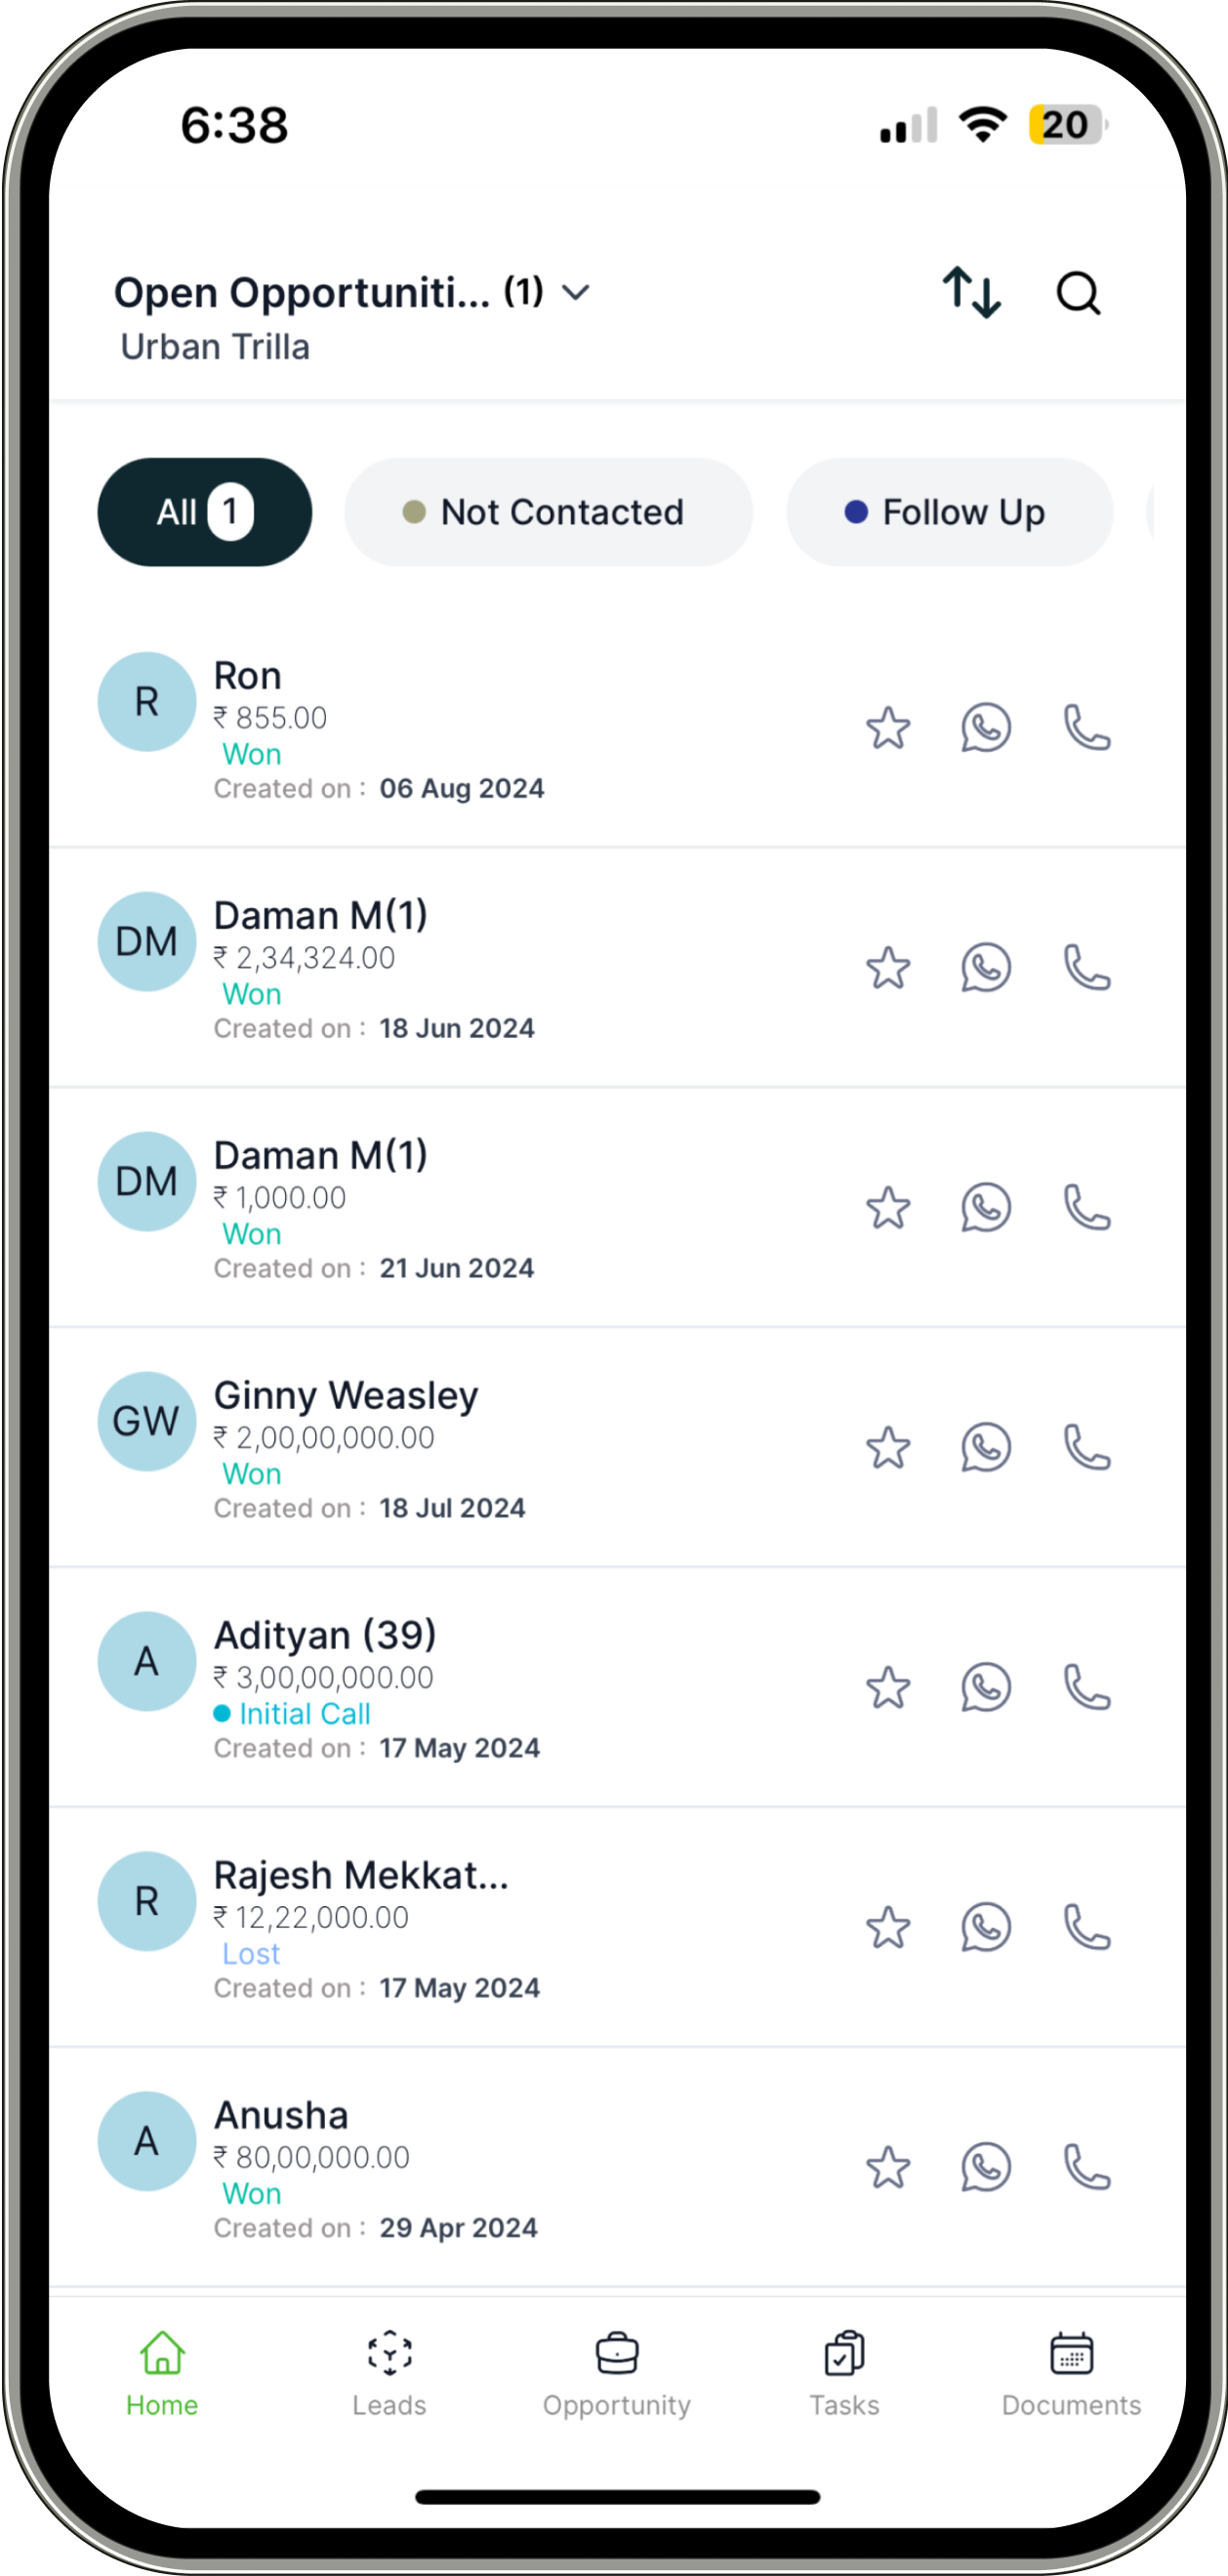 6:38
20
Open Opportuniti... (1)
Urban Trilla
All 1
Not Contacted
Follow Up
R
Ron
₹ 855.00
Won
Created on : 06 Aug 2024
DM
Daman M(1)
₹ 2,34,324.00
Won
Created on : 18 Jun 2024
DM
Daman M(1)
₹ 1,000.00
Won
Created on : 21 Jun 2024
GW
Ginny Weasley
₹ 2,00,00,000.00
Won
Created on : 18 Jul 2024
A
Adityan (39)
₹ 3,00,00,000.00
Initial Call
Created on : 17 May 2024
R
Rajesh Mekkat...
₹ 12,22,000.00
Lost
Created on : 17 May 2024
A
Anusha
₹ 80,00,000.00
Won
Created on : 29 Apr 2024
Home
Leads
Opportunity
Tasks
Documents